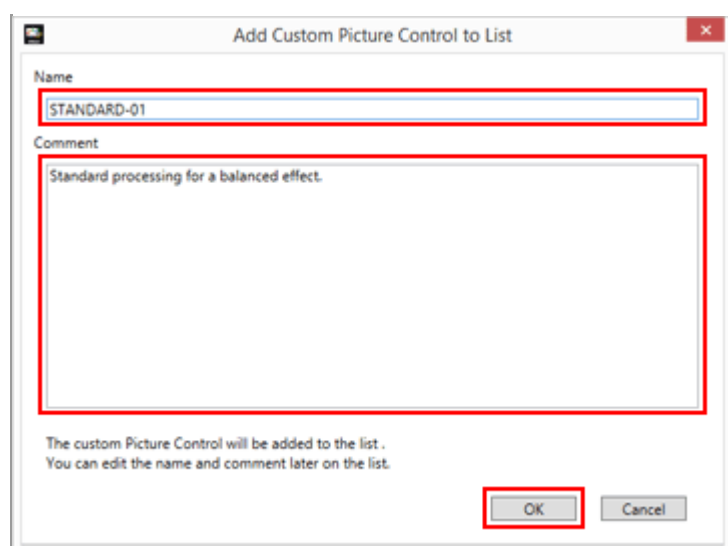 Add Custom Picture Control to List
Name
STANDARD-01
Comment
Standard processing for a balanced effect.
The custom Picture Control will be added to the list .
You can edit the name and comment later on the list.
OK Cancel